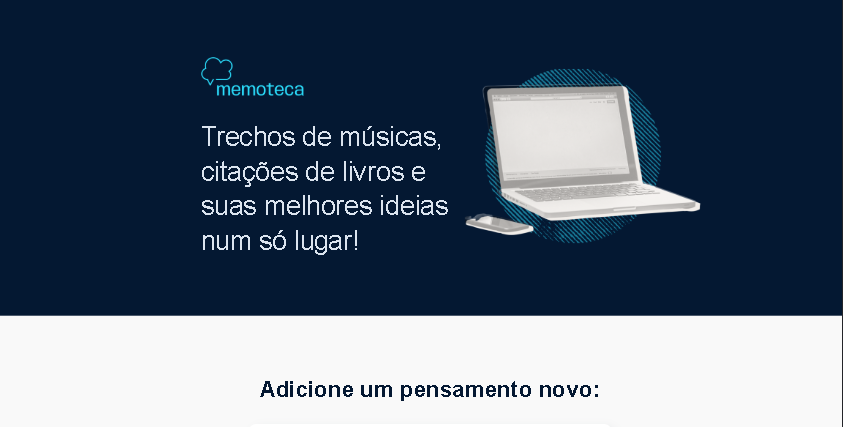 memoteca
Trechos de músicas,
citações de livros e
suas melhores ideias
num só lugar!
Adicione um pensamento novo: